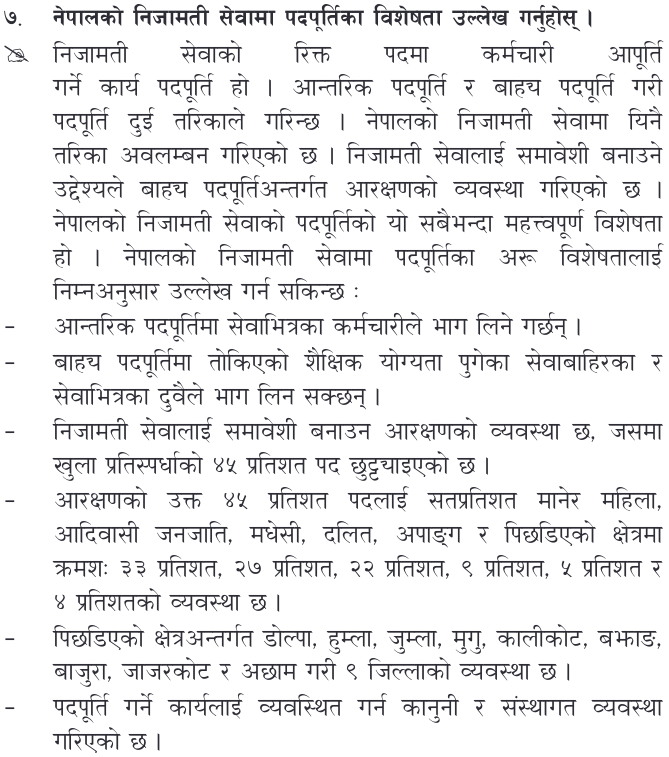 ७. नेपालको निजामती सेवामा पदपूर्तिका विशेषता उल्लेख गर्नुहोस् ।
निजामती सेवाको रिक्त पदमा कर्मचारी आपूर्ति
गर्ने कार्य पदपूर्ति हो । आन्तरिक पदपूर्ति र बाह्य पदपूर्ति गरी
पदपूर्ति दुई तरिकाले गरिन्छ । नेपालको निजामती सेवामा यिनै
तरिका अवलम्बन गरिएको छ । निजामती सेवालाई समावेशी बनाउने
उद्देश्यले बाह्य पदपूर्तिअन्तर्गत आरक्षणको व्यवस्था गरिएको छ ।
नेपालको निजामती सेवाको पदपूर्तिको यो सबैभन्दा महत्त्वपूर्ण विशेषता
हो । नेपालको निजामती सेवामा पदपूर्तिका अरू विशेषतालाई
निम्नअनुसार उल्लेख गर्न सकिन्छ :
- आन्तरिक पदपूर्तिमा सेवाभित्रका कर्मचारीले भाग लिने गर्छन् ।
- बाह्य पदपूर्तिमा तोकिएको शैक्षिक योग्यता पुगेका सेवाबाहिरका र
सेवाभित्रका दुवैले भाग लिन सक्छन् ।
- निजामती सेवालाई समावेशी बनाउन आरक्षणको व्यवस्था छ, जसमा
खुला प्रतिस्पर्धाको ४५ प्रतिशत पद छुट्ट्याइएको छ ।
- आरक्षणको उक्त ४५ प्रतिशत पदलाई सतप्रतिशत मानेर महिला,
आदिवासी जनजाति, मधेसी, दलित, अपाङ्ग र पिछडिएको क्षेत्रमा
क्रमशः ३३ प्रतिशत, २७ प्रतिशत, २२ प्रतिशत, ९ प्रतिशत, ५ प्रतिशत र
४ प्रतिशतको व्यवस्था छ ।
- पिछडिएको क्षेत्रअन्तर्गत डोल्पा, हुम्ला, जुम्ला, मुगु, कालीकोट, बझाङ,
बाजुरा, जाजरकोट र अछाम गरी ९ जिल्लाको व्यवस्था छ ।
- पदपूर्ति गर्ने कार्यलाई व्यवस्थित गर्न कानुनी र संस्थागत व्यवस्था
गरिएको छ ।